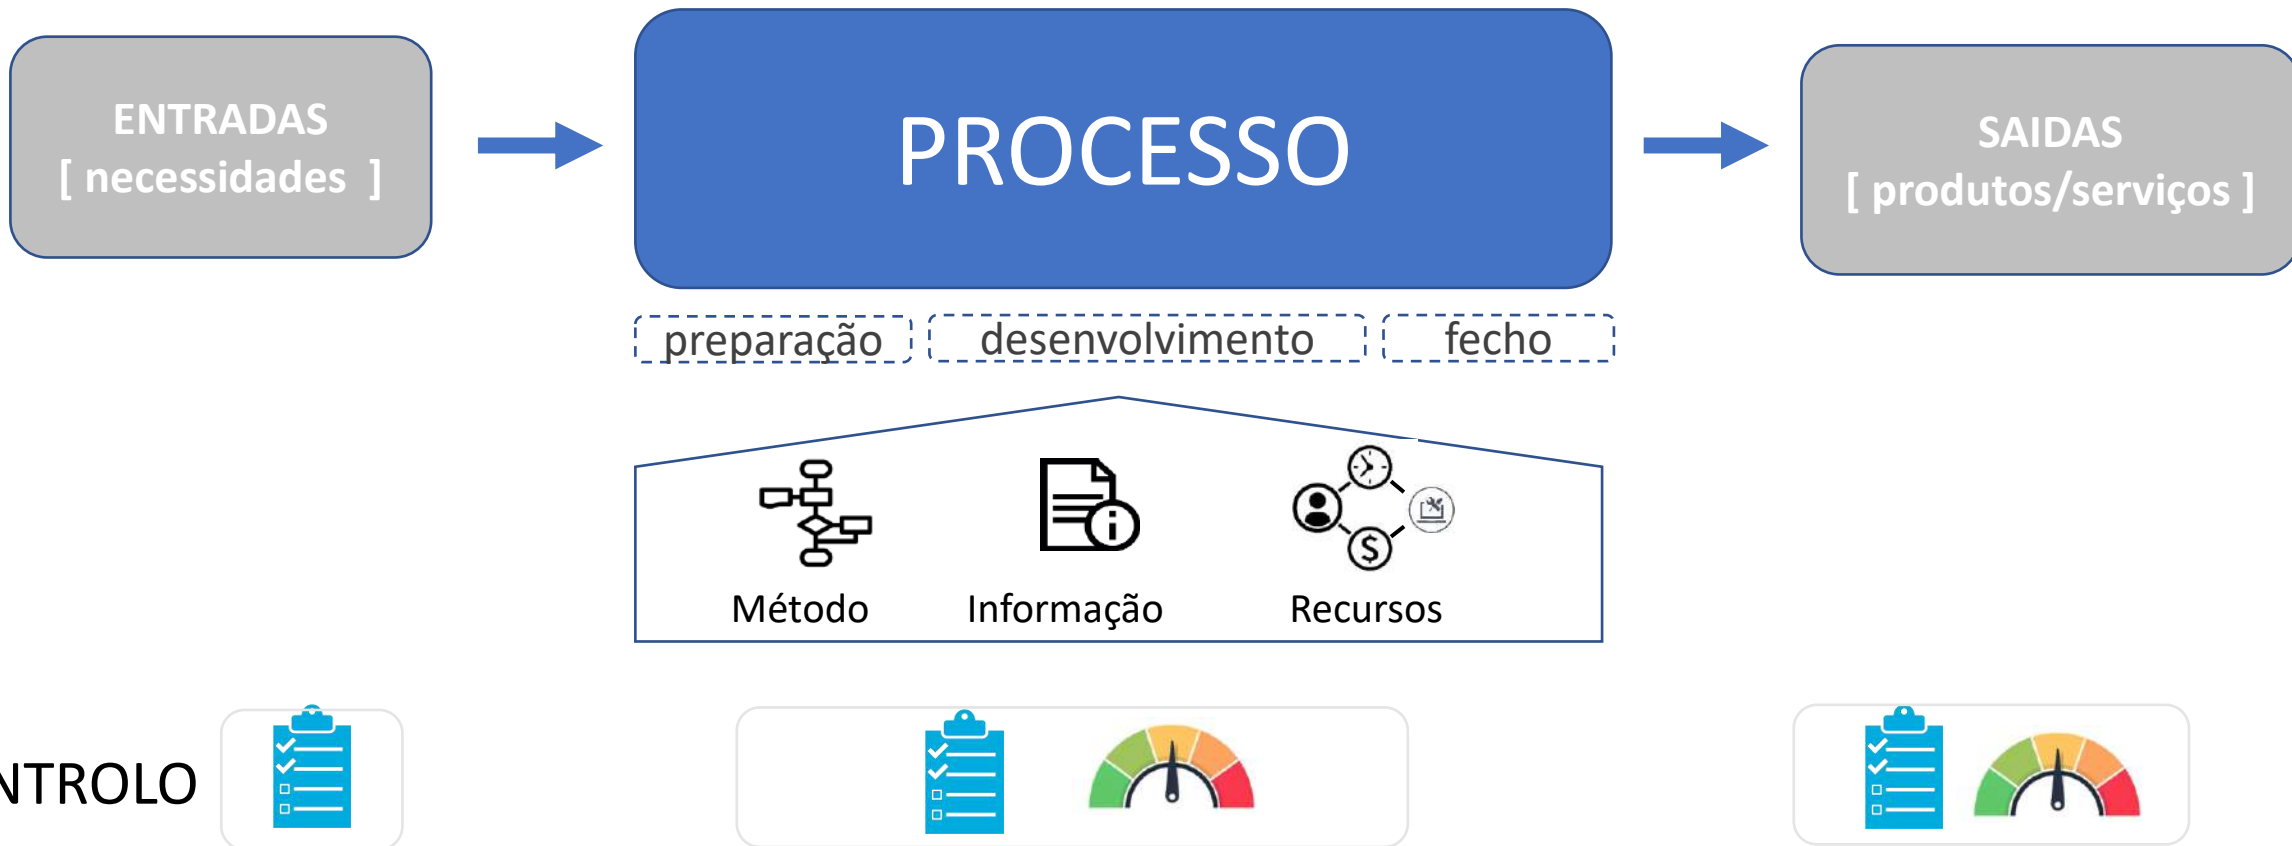 ENTRADAS
[ necessidades ]
PROCESSO
SAIDAS
[ produtos/serviços ]
preparação
desenvolvimento
fecho
$
Método
Informação
Recursos
NTROLO